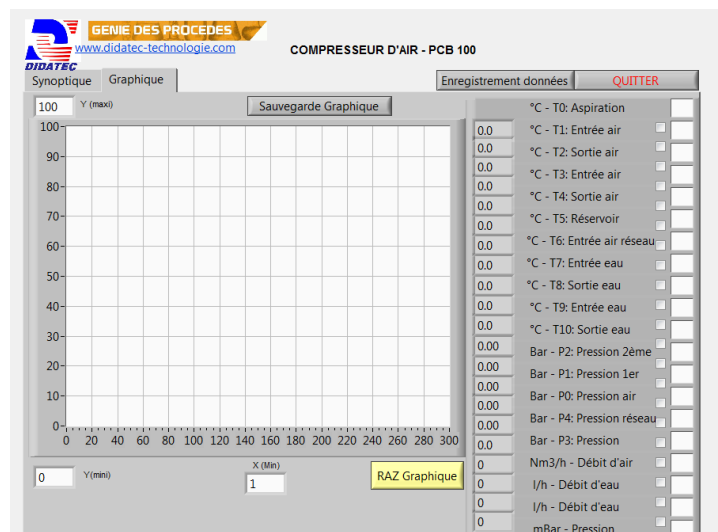 GENIE DES PROCEDES
www.didatec-technologie.com
DIDATEC
COMPRESSEUR D'AIR - PCB 100
Synoptique
Graphique
Enregistrement données
QUITTER
100
Y (maxi)
Sauvegarde Graphique
100
90
80
70
60
50
40
30
20
10
0
0 20 40 60 80 100 120 140 160 180 200 220 240 260 280 300
0
Y(mini)
X (Min)
1
RAZ Graphique
°C - T0: Aspiration
0.0 °C - T1: Entrée air
0.0 °C - T2: Sortie air
0.0 °C - T3: Entrée air
0.0 °C - T4: Sortie air
0.0 °C - T5: Réservoir
0.0 °C - T6: Entrée air réseau
0.0 °C - T7: Entrée eau
0.0 °C - T8: Sortie eau
0.0 °C - T9: Entrée eau
0.0 °C - T10: Sortie eau
0.0
0.00 Bar - P2: Pression 2ème
0.00 Bar - P1: Pression 1er
0.00 Bar - P0: Pression air
0.00 Bar - P4: Pression réseau
0.00 Bar - P3: Pression
0.0 Nm3/h - Débit d'air
0 l/h - Débit d'eau
0 l/h - Débit d'eau
0 mBar - Pression
0